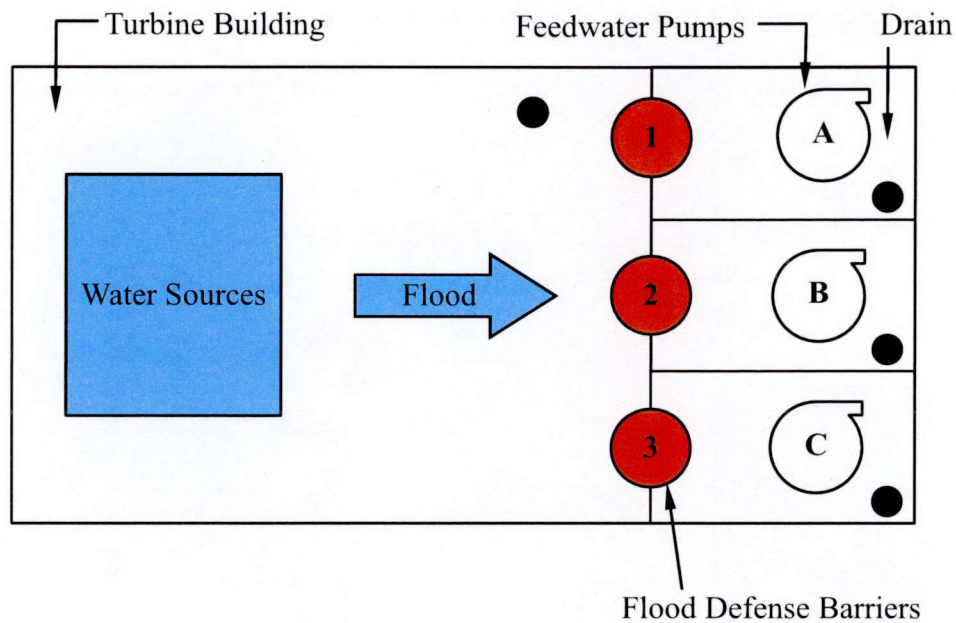 Turbine Building
Feedwater Pumps
Drain
1
A
Water Sources
Flood
2
B
3
C
Flood Defense Barriers